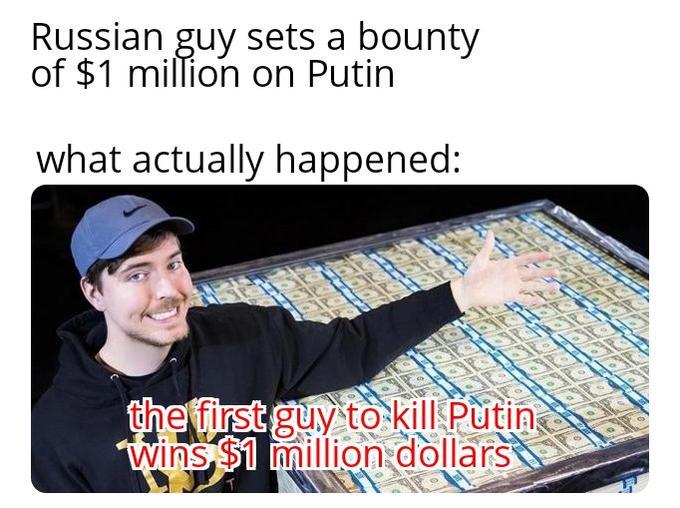 Russian guy sets a bounty
of $1 million on Putin
what actually happened:
the first guy to kill Putin
wins $1 million dollars